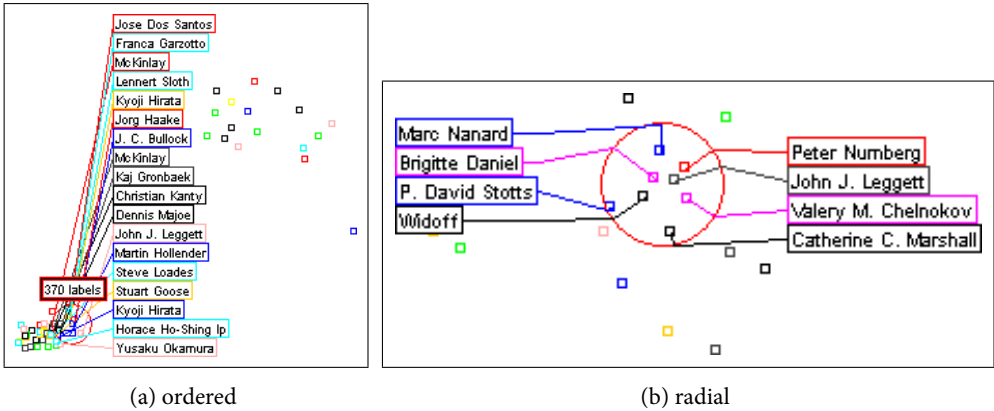 Jose Dos Santos
Franca Garzotto
McKinlay
Lennert Sloth
Kyoji Hirata
Jorg Haake
J. C. Bullock
McKinlay
Kaj Gronbaek
Christian Kanty
Dennis Majoe
John J. Leggett
Martin Hollender
Steve Loades
370 labels
Stuart Goose
Kyoji Hirata
Horace Ho-Shing Ip
Yusaku Okamura
(a) ordered
Marc Nanard
Brigitte Daniel
P. David Stotts
Widoff
Peter Nurnberg
John J. Leggett
Valery M. Chelnokov
Catherine C. Marshall
(b) radial